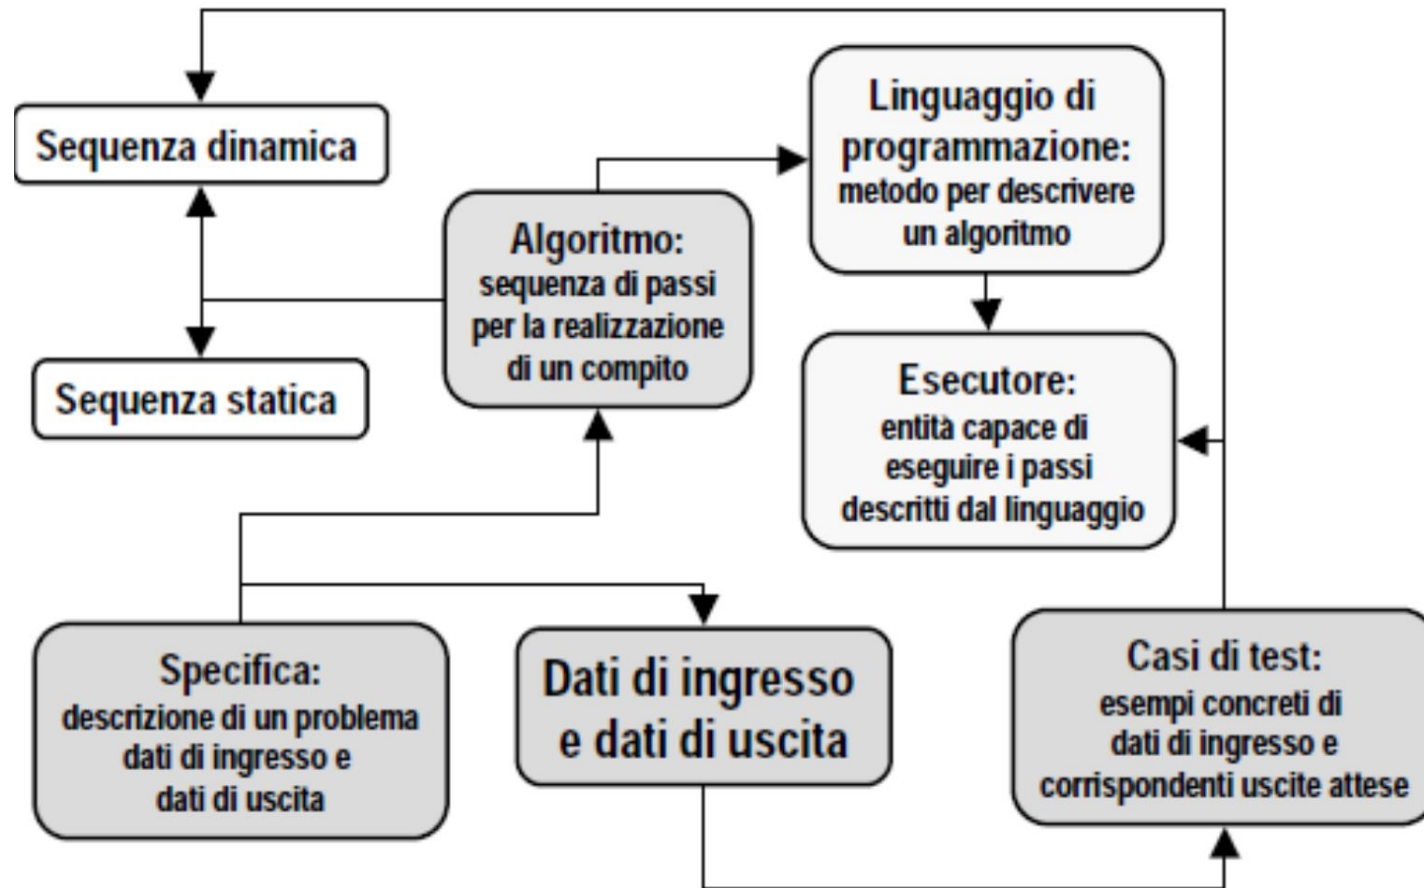 Sequenza dinamica
Linguaggio di
programmazione:
metodo per descrivere
un algoritmo
Algoritmo:
sequenza di passi
per la realizzazione
di un compito
Sequenza statica
Esecutore:
entità capace di
eseguire i passi
descritti dal linguaggio
Specifica:
descrizione di un problema
dati di ingresso e
dati di uscita
Dati di ingresso
e dati di uscita
Casi di test:
esempi concreti di
dati di ingresso e
corrispondenti uscite attese